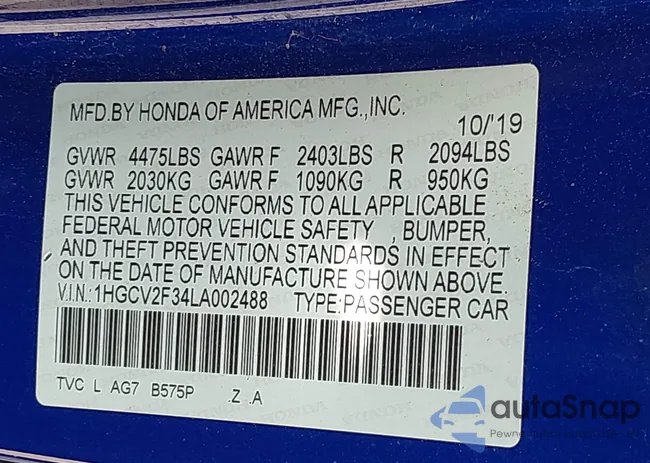 MFD.BY HONDA OF AMERICA MFG.,INC.
10/'19
GVWR 4475LBS GAWR F 2403LBS R 2094LBS
GVWR 2030KG GAWR F 1090KG R 950KG
THIS VEHICLE CONFORMS TO ALL APPLICABLE
FEDERAL MOTOR VEHICLE SAFETY , BUMPER,
AND THEFT PREVENTION STANDARDS IN EFFECT
ON THE DATE OF MANUFACTURE SHOWN ABOVE.
V.I.N.:1HGCV2F34LA002488 TYPE:PASSENGER CAR
TVC L AG7 B575P .Z .A
autoSnap